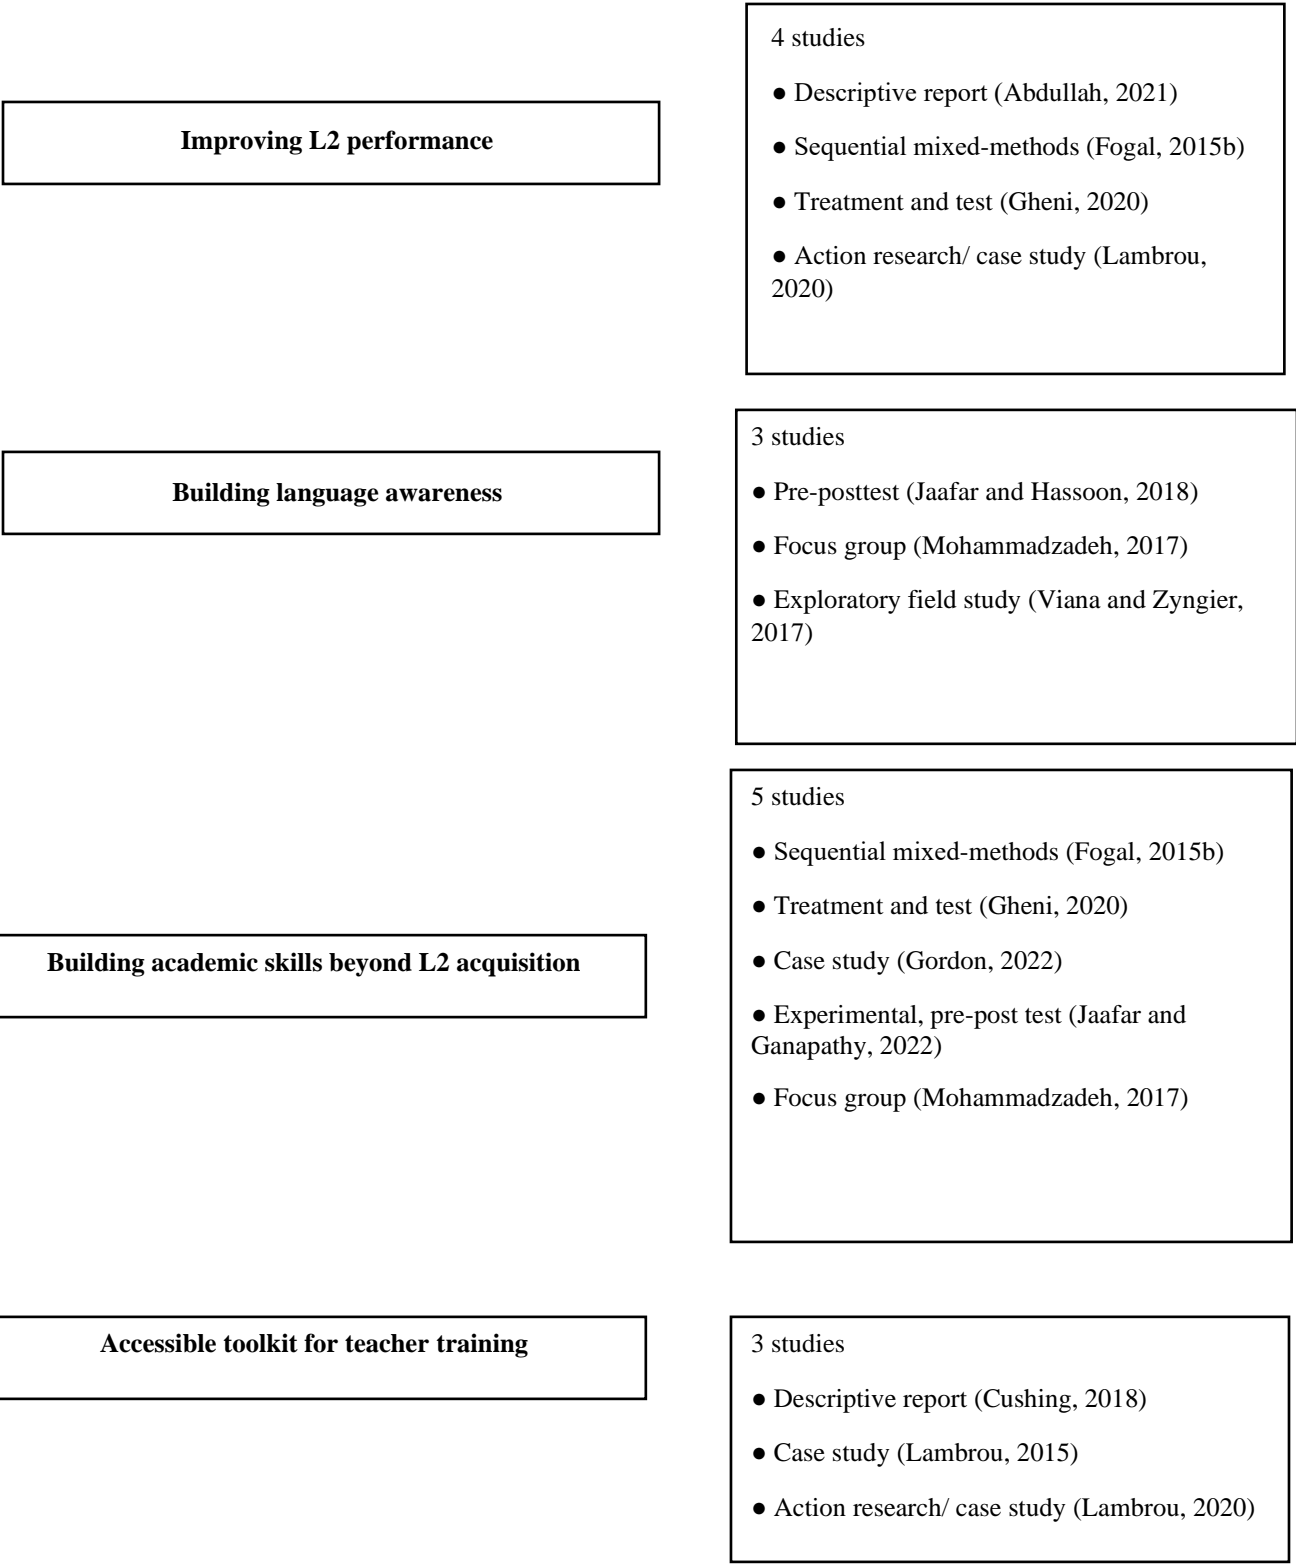 4 studies
● Descriptive report (Abdullah, 2021)
Improving L2 performance
● Sequential mixed-methods (Fogal, 2015b)
● Treatment and test (Gheni, 2020)
● Action research/ case study (Lambrou,
2020)
3 studies
Building language awareness
● Pre-posttest (Jaafar and Hassoon, 2018)
● Focus group (Mohammadzadeh, 2017)
● Exploratory field study (Viana and Zyngier,
2017)
5 studies
● Sequential mixed-methods (Fogal, 2015b)
● Treatment and test (Gheni, 2020)
Building academic skills beyond L2 acquisition
● Case study (Gordon, 2022)
● Experimental, pre-post test (Jaafar and
Ganapathy, 2022)
● Focus group (Mohammadzadeh, 2017)
Accessible toolkit for teacher training
3 studies
● Descriptive report (Cushing, 2018)
● Case study (Lambrou, 2015)
● Action research/ case study (Lambrou, 2020)